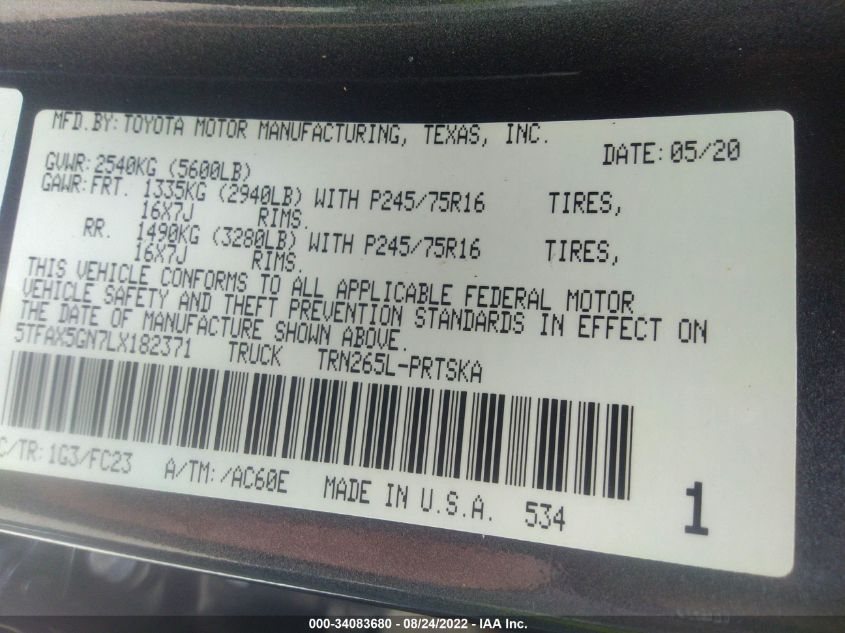 MFD.BY:TOYOTA MOTOR MANUFACTURING, TEXAS, INC.
DATE:05/20
GVWR:2540KG (5600LB)
GAWR:FRT. 1335KG (2940LB) WITH P245/75R16 TIRES,
16X7J RIMS.
RR. 1490KG (3280LB) WITH P245/75R16 TIRES,
16X7J RIMS.
THIS VEHICLE CONFORMS TO ALL APPLICABLE FEDERAL MOTOR
VEHICLE SAFETY AND THEFT PREVENTION STANDARDS IN EFFECT ON
THE DATE OF MANUFACTURE SHOWN ABOVE.
5TFAX5GN7LX182371 TRUCK TRN265L-PRTSKA
C/TR:1G3/FC23 A/TM:/AC60E MADE IN U.S.A. 534
1
000-34083680 - 08/24/2022 - IAA Inc.